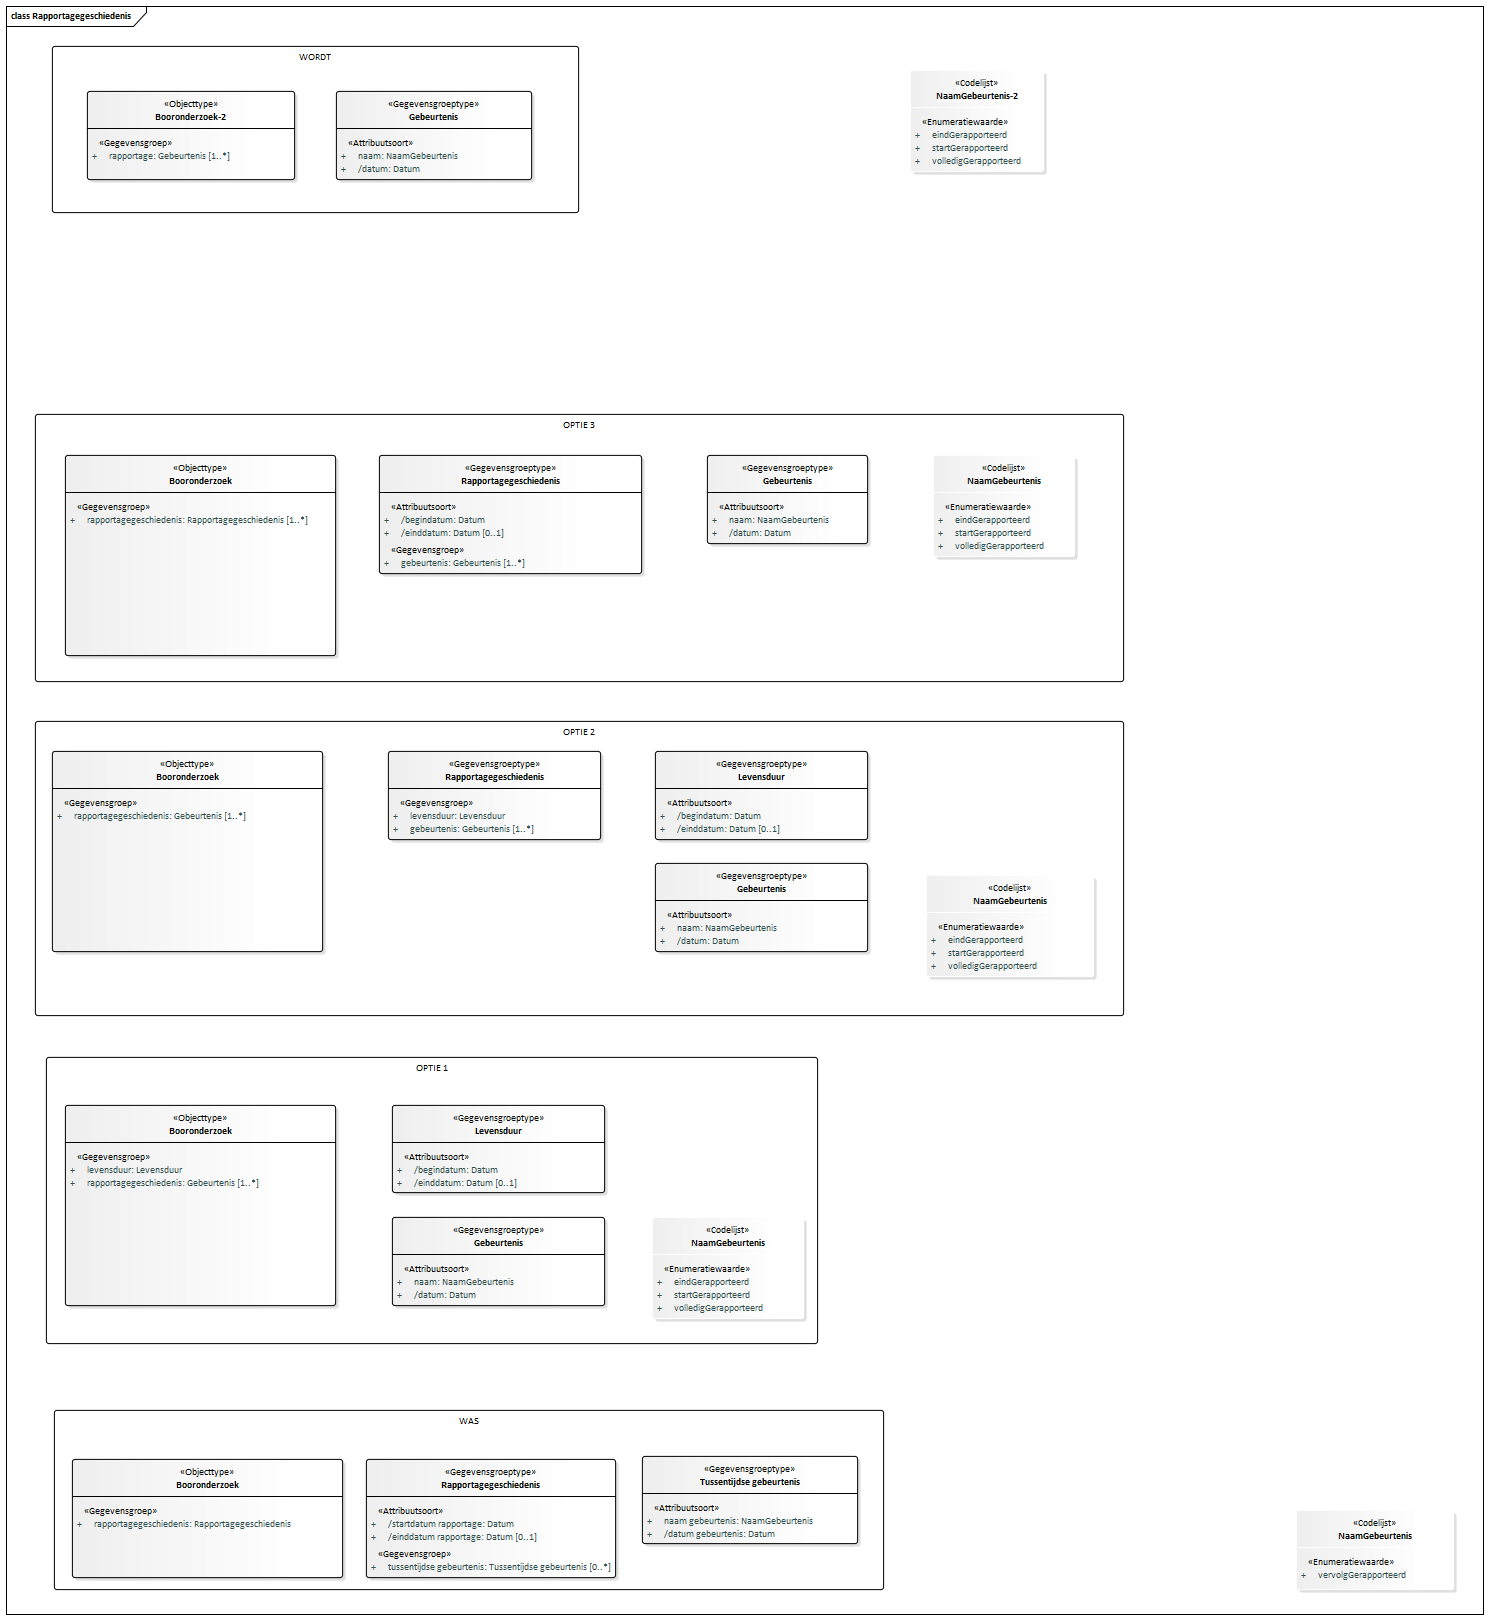 class Rapportagegeschiedenis
WORDT
«Objecttype»
Booronderzoek-2
«Gegevensgroep»
+ rapportage: Gebeurtenis [1..*]
«Gegevensgroeptype»
Gebeurtenis
«Attribuutsoort»
+ naam: NaamGebeurtenis
+ /datum: Datum
«Codelijst»
NaamGebeurtenis-2
«Enumeratiewaarde»
+ eindGerapporteerd
+ startGerapporteerd
+ volledigGerapporteerd
OPTIE 3
«Objecttype»
Booronderzoek
«Gegevensgroep»
+ rapportagegeschiedenis: Rapportagegeschiedenis [1..*]
«Gegevensgroeptype»
Rapportagegeschiedenis
«Attribuutsoort»
+ /begindatum: Datum
+ /einddatum: Datum [0..1]
«Gegevensgroep»
+ gebeurtenis: Gebeurtenis [1..*]
«Gegevensgroeptype»
Gebeurtenis
«Attribuutsoort»
+ naam: NaamGebeurtenis
+ /datum: Datum
«Codelijst»
NaamGebeurtenis
«Enumeratiewaarde»
+ eindGerapporteerd
+ startGerapporteerd
+ volledigGerapporteerd
OPTIE 2
«Objecttype»
Booronderzoek
«Gegevensgroep»
+ rapportagegeschiedenis: Gebeurtenis [1..*]
«Gegevensgroeptype»
Rapportagegeschiedenis
«Gegevensgroep»
+ levensduur: Levensduur
+ gebeurtenis: Gebeurtenis [1..*]
«Gegevensgroeptype»
Levensduur
«Attribuutsoort»
+ /begindatum: Datum
+ /einddatum: Datum [0..1]
«Gegevensgroeptype»
Gebeurtenis
«Attribuutsoort»
+ naam: NaamGebeurtenis
+ /datum: Datum
«Codelijst»
NaamGebeurtenis
«Enumeratiewaarde»
+ eindGerapporteerd
+ startGerapporteerd
+ volledigGerapporteerd
OPTIE 1
«Objecttype»
Booronderzoek
«Gegevensgroep»
+ levensduur: Levensduur
+ rapportagegeschiedenis: Gebeurtenis [1..*]
«Gegevensgroeptype»
Levensduur
«Attribuutsoort»
+ /begindatum: Datum
+ /einddatum: Datum [0..1]
«Gegevensgroeptype»
Gebeurtenis
«Attribuutsoort»
+ naam: NaamGebeurtenis
+ /datum: Datum
«Codelijst»
NaamGebeurtenis
«Enumeratiewaarde»
+ eindGerapporteerd
+ startGerapporteerd
+ volledigGerapporteerd
WAS
«Objecttype»
Booronderzoek
«Gegevensgroep»
+ rapportagegeschiedenis: Rapportagegeschiedenis
«Gegevensgroeptype»
Rapportagegeschiedenis
«Attribuutsoort»
+ /startdatum rapportage: Datum
+ /einddatum rapportage: Datum [0..1]
«Gegevensgroep»
+ tussentijdse gebeurtenis: Tussentijdse gebeurtenis [0..*]
«Gegevensgroeptype»
Tussentijdse gebeurtenis
«Attribuutsoort»
+ naam gebeurtenis: NaamGebeurtenis
+ /datum gebeurtenis: Datum
«Codelijst»
NaamGebeurtenis
«Enumeratiewaarde»
+ vervolgGerapporteerd